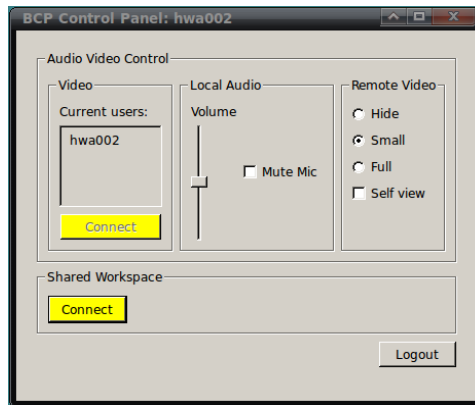 BCP Control Panel: hwa002
Audio Video Control
Video
Current users:
hwa002
Connect
Local Audio
Volume
Mute Mic
Remote Video
Hide
Small
Full
Self view
Shared Workspace
Connect
Logout